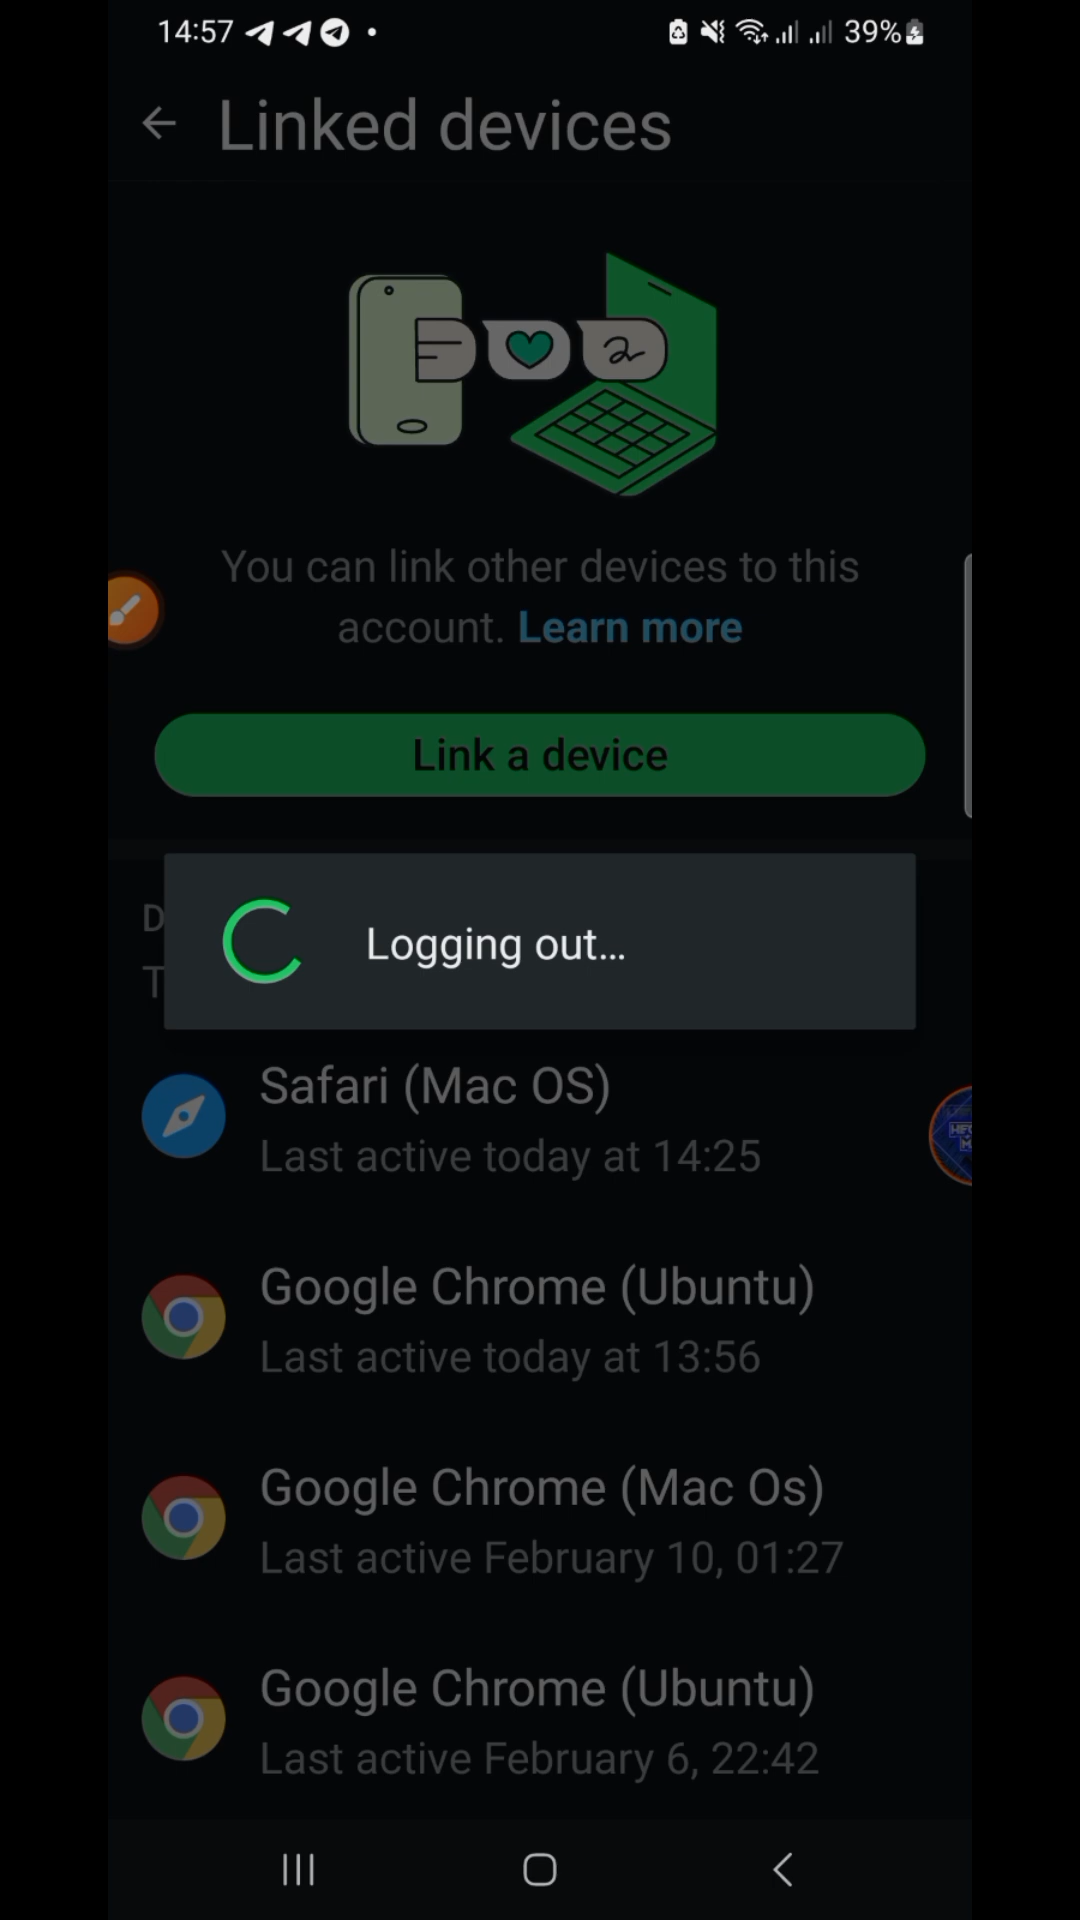 14:57
39%
Linked devices
You can link other devices to this
account. Learn more
Link a device
D
T
Logging out...
Safari (Mac OS)
Last active today at 14:25
Google Chrome (Ubuntu)
Last active today at 13:56
Google Chrome (Mac Os)
Last active February 10, 01:27
Google Chrome (Ubuntu)
Last active February 6, 22:42